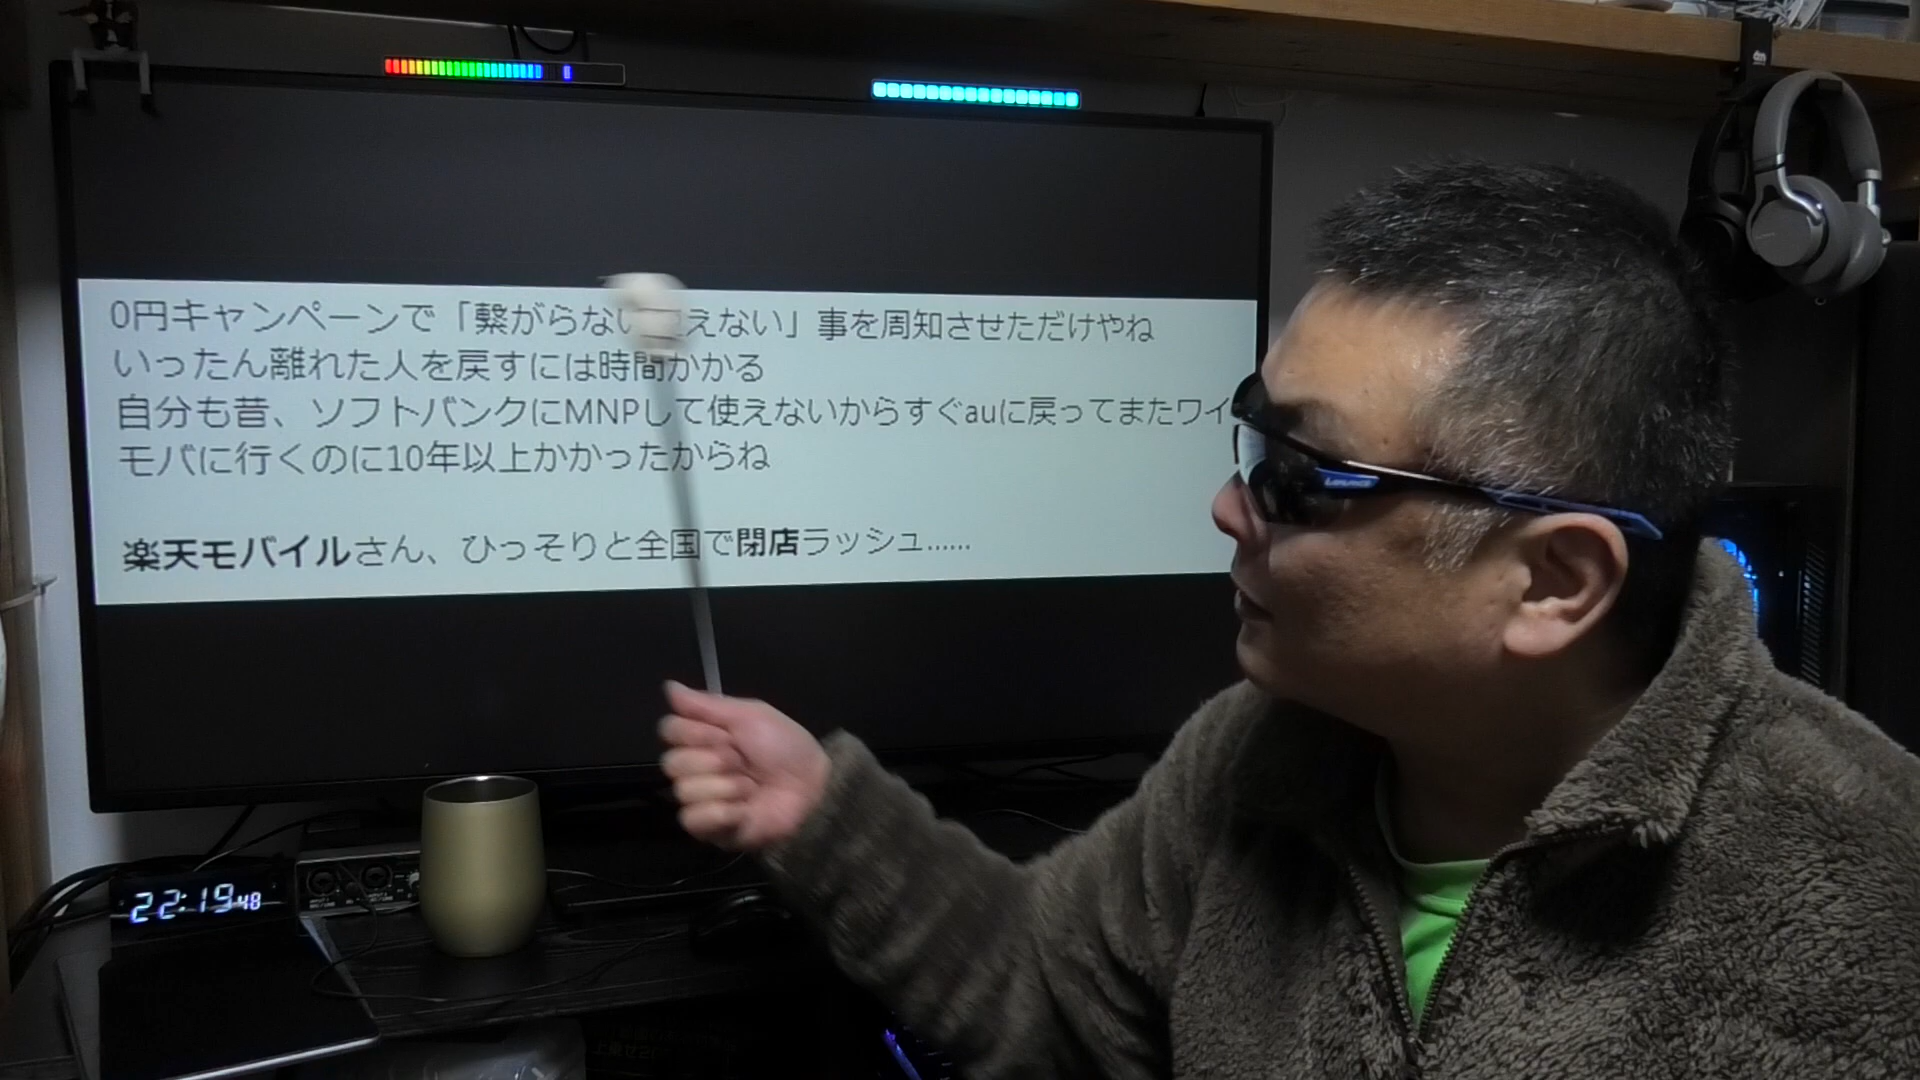 0円キャンペーンで「繋がらない えない」事を周知させただけやね
いったん離れた人を戻すには時間かかる
自分も昔、ソフトバンクにMNPして使えないからすぐauに戻ってまたワイ
モバに行くのに10年以上かかったからね
楽天モバイルさん、ひっそりと全国で閉店ラッシュ......
22:19 48